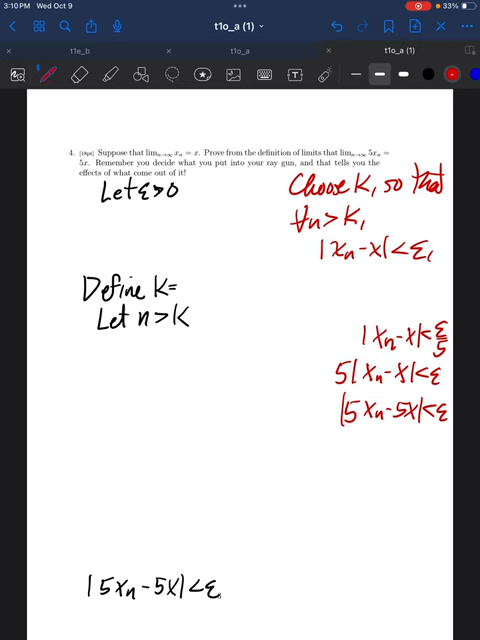 3:10 PM Wed Oct 9
33%
t1o_a (1)
t1e_b
t1o_a
t1o_a (1)
4. [18pt] Suppose that lim_{n→∞} x_n = x. Prove from the definition of limits that lim_{n→∞} 5x_n =
5x. Remember you decide what you put into your ray gun, and that tells you the
effects of what come out of it!
Let ε>0
Choose K₁ so that
∀n > K₁
|x_n - x| < ε₁
Define K=
Let n > K
|x_n - x| < ε/5
5|x_n - x| < ε
|5x_n - 5x| < ε
|5x_n - 5x| < ε